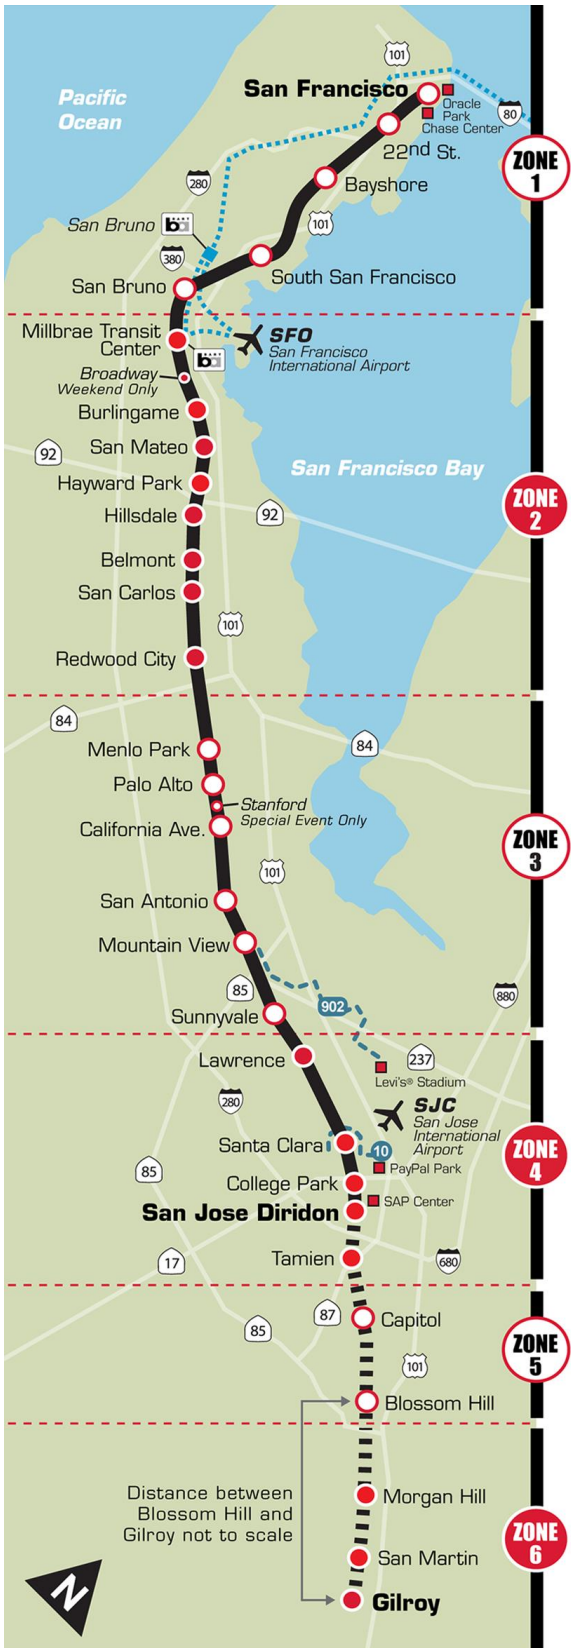 101
San Francisco
Oracle
Park
80
Chase Center
22nd St.
ZONE
1
280
Bayshore
101
San Bruno
ba
380
South San Francisco
San Bruno
Millbrae Transit
Center
SFO
San Francisco
International Airport
ba
Broadway
Weekend Only
Burlingame
San Mateo
92
San Francisco Bay
Hayward Park
ZONE
2
Hillsdale
92
Belmont
San Carlos
101
Redwood City
84
Menlo Park
84
Palo Alto
Stanford
Special Event Only
California Ave.
ZONE
3
101
San Antonio
Mountain View
85
880
902
Sunnyvale
Lawrence
237
Levi's® Stadium
280
SJC
San Jose
International
Airport
Santa Clara
10
ZONE
4
PayPal Park
85
College Park
SAP Center
San Jose Diridon
Tamien
17
680
87
Capitol
85
ZONE
5
101
Blossom Hill
Distance between
Blossom Hill and
Gilroy not to scale
Morgan Hill
ZONE
6
San Martin
Gilroy
N
Pacific
Ocean